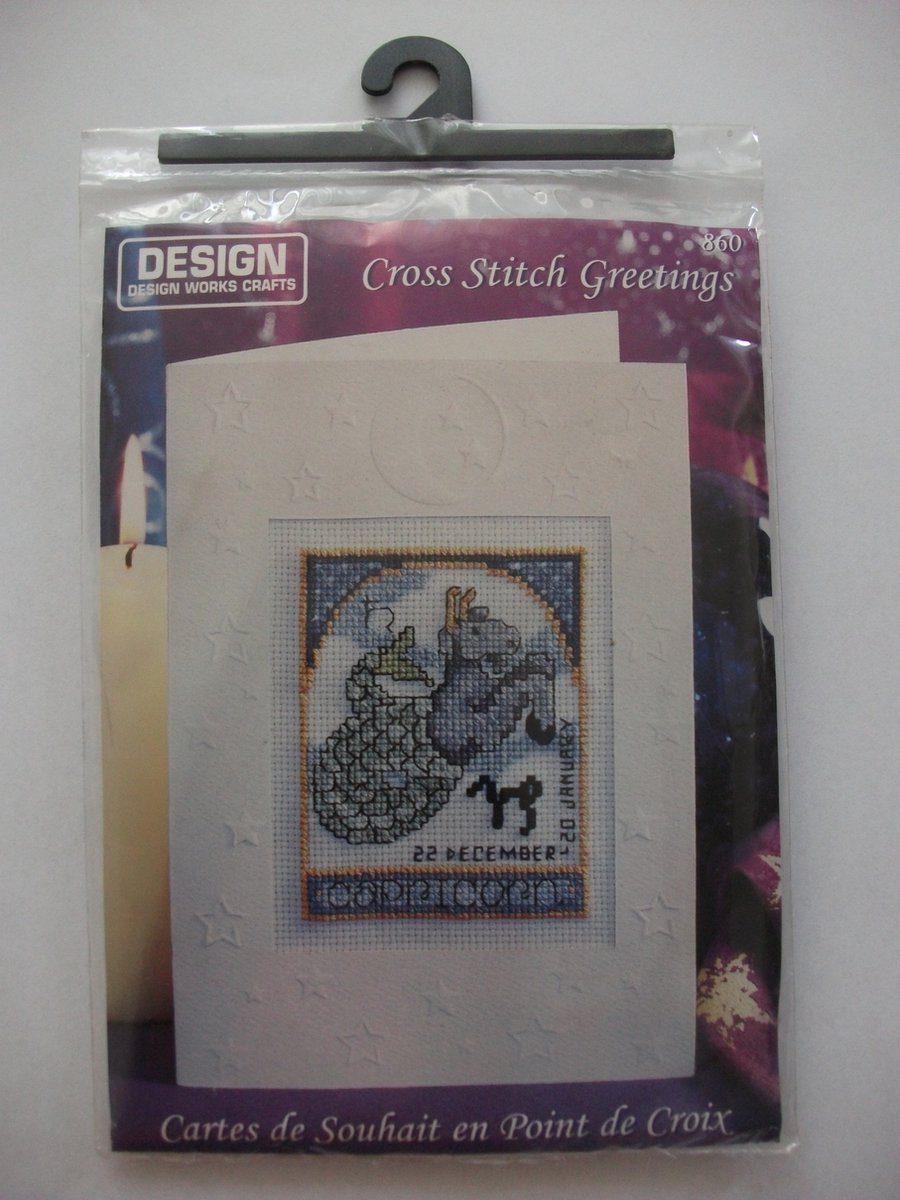 860
DESIGN
DESIGN WORKS CRAFTS
Cross Stitch Greetings
22 DECEMBER-
20 JANUARY
CAPRICORN
Cartes de Souhait en Point de Croix